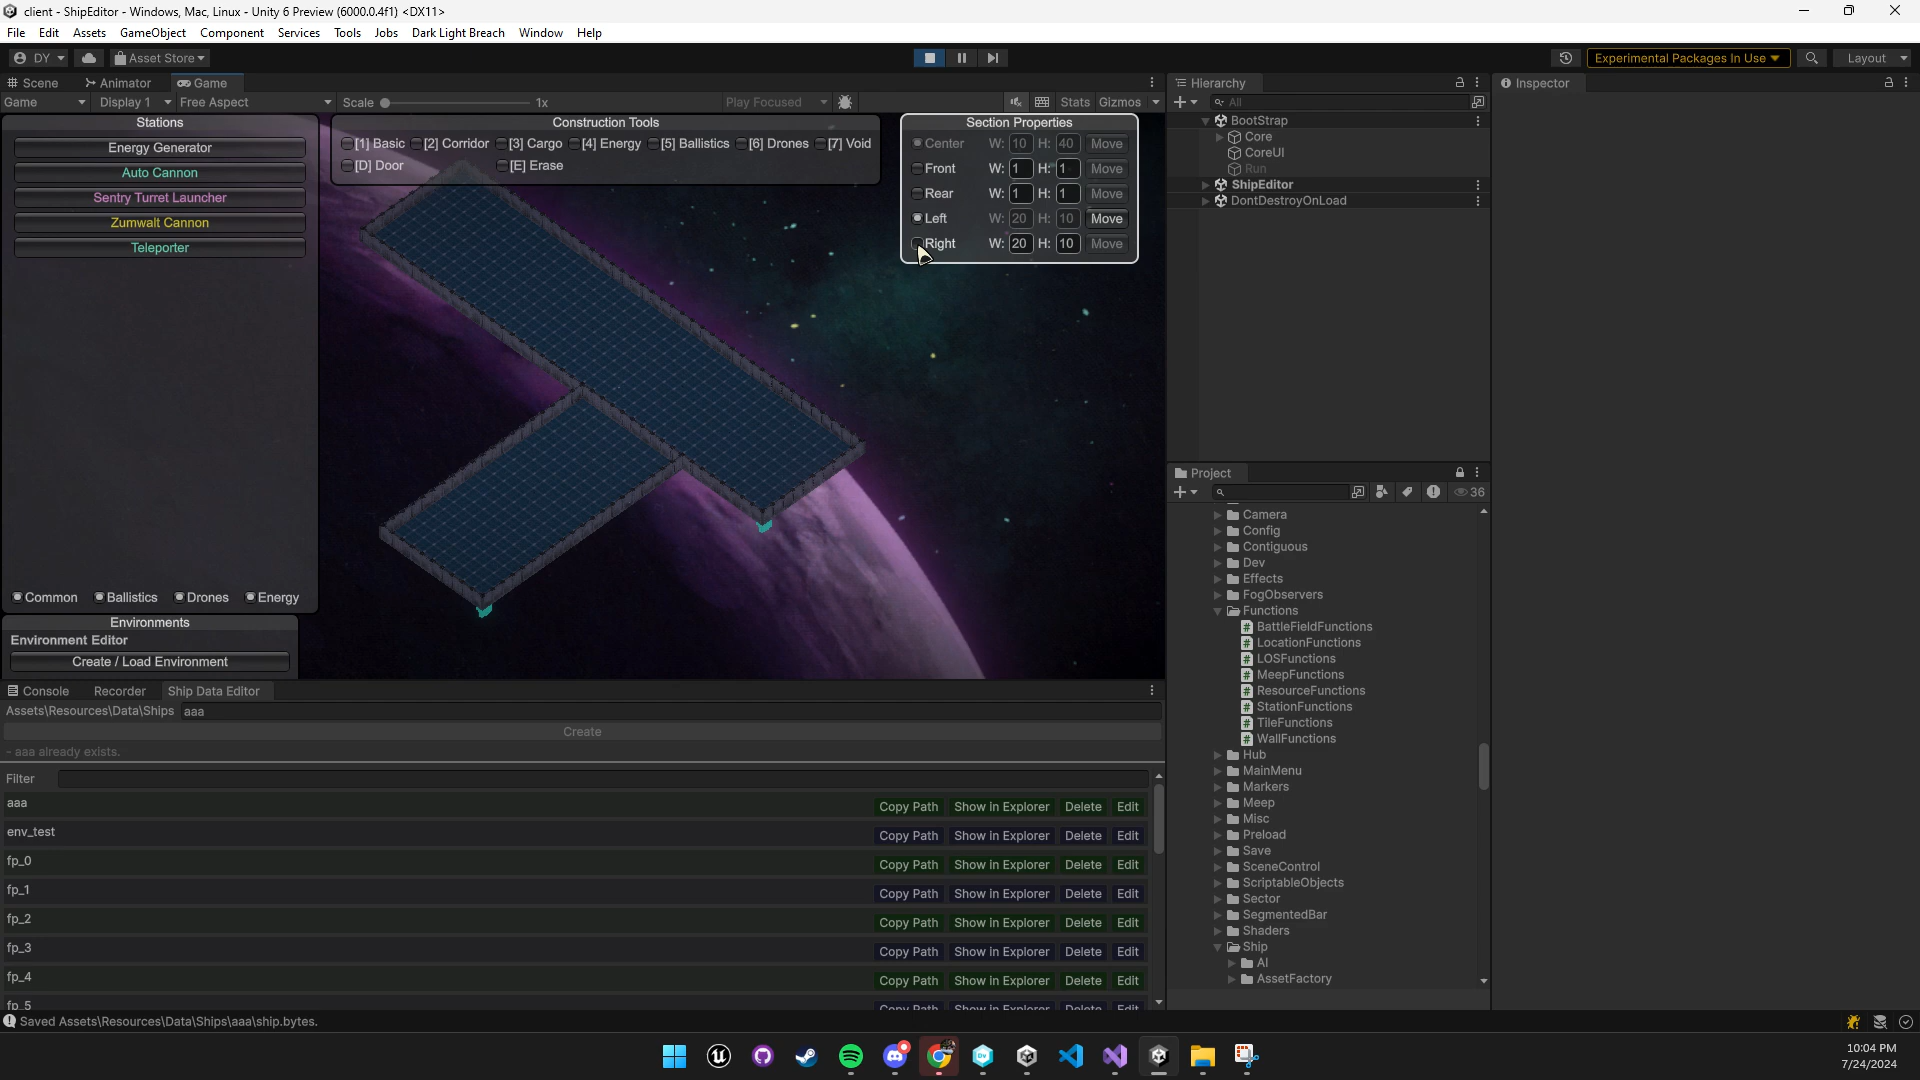 client - ShipEditor - Windows, Mac, Linux - Unity 6 Preview (6000.0.4f1) <DX11>
File Edit Assets GameObject Component Services Tools Jobs Dark Light Breach Window Help
DY Asset Store Experimental Packages In Use Layout
Scene Animator Game
Game Display 1 Free Aspect Scale 1x Play Focused Stats Gizmos
Stations
Energy Generator
Auto Cannon
Sentry Turret Launcher
Zumwalt Cannon
Teleporter
Common Ballistics Drones Energy
Environments
Environment Editor
Create / Load Environment
Construction Tools
[1] Basic [2] Corridor [3] Cargo [4] Energy [5] Ballistics [6] Drones [7] Void
[D] Door [E] Erase
Section Properties
Center W: 10 H: 40 Move
Front W: 1 H: 1 Move
Rear W: 1 H: 1 Move
Left W: 20 H: 10 Move
Right W: 20 H: 10 Move
Console Recorder Ship Data Editor
Assets\Resources\Data\Ships aaa
Create
- aaa already exists.
Filter
aaa Copy Path Show in Explorer Delete Edit
env_test Copy Path Show in Explorer Delete Edit
fp_0 Copy Path Show in Explorer Delete Edit
fp_1 Copy Path Show in Explorer Delete Edit
fp_2 Copy Path Show in Explorer Delete Edit
fp_3 Copy Path Show in Explorer Delete Edit
fp_4 Copy Path Show in Explorer Delete Edit
fp_5 Copy Path Show in Explorer Delete Edit
Saved Assets\Resources\Data\Ships\aaa\ship.bytes.
Hierarchy
All
BootStrap
Core
CoreUI
Run
ShipEditor
DontDestroyOnLoad
Project
36
Camera
Config
Contiguous
Dev
Effects
FogObservers
Functions
BattleFieldFunctions
LocationFunctions
LOSFunctions
MeepFunctions
ResourceFunctions
StationFunctions
TileFunctions
WallFunctions
Hub
MainMenu
Markers
Meep
Misc
Preload
Save
SceneControl
ScriptableObjects
Sector
SegmentedBar
Shaders
Ship
AI
AssetFactory
Inspector
10:04 PM
7/24/2024